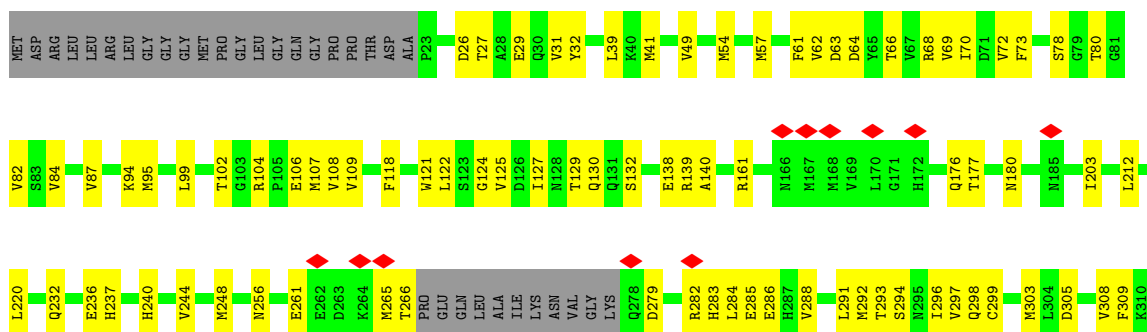 MET ASP ARG LEU LEU ARG LEU GLY GLY GLY MET PRO GLY LEU GLY GLN GLY PRO PRO THR ASP ALA P23 D26 T27 A28 E29 Q30 V31 Y32 L39 K40 M41 V49 M54 M57 F61 V62 D63 D64 Y65 T66 V67 R68 V69 I70 D71 V72 F73 S78 G79 T80 G81
V82 S83 V84 V87 K94 M95 L99 T102 G103 R104 P105 E106 M107 V108 V109 F118 W121 L122 S123 G124 V125 D126 I127 N128 T129 Q130 Q131 S132 E138 R139 A140 R161 N166 M167 M168 V169 L170 G171 H172 Q176 T177 N180 N185 I203 L212
L220 Q232 E236 H237 H240 V244 M248 N256 E261 E262 D263 K264 M265 T266 PRO GLU GLN LEU ALA ILE LYS ASN VAL GLY LYS Q278 D279 R282 H283 L284 E285 E286 H287 V288 L291 M292 T293 S294 N295 I296 V297 Q298 C299 M303 L304 D305 V308 F309 K310